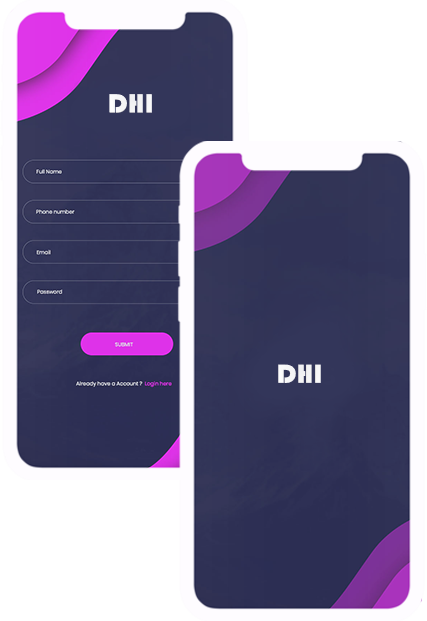 DHI
Full Name
Phone number
Email
Password
SUBMIT
Already have a Account ? Login here
DHI